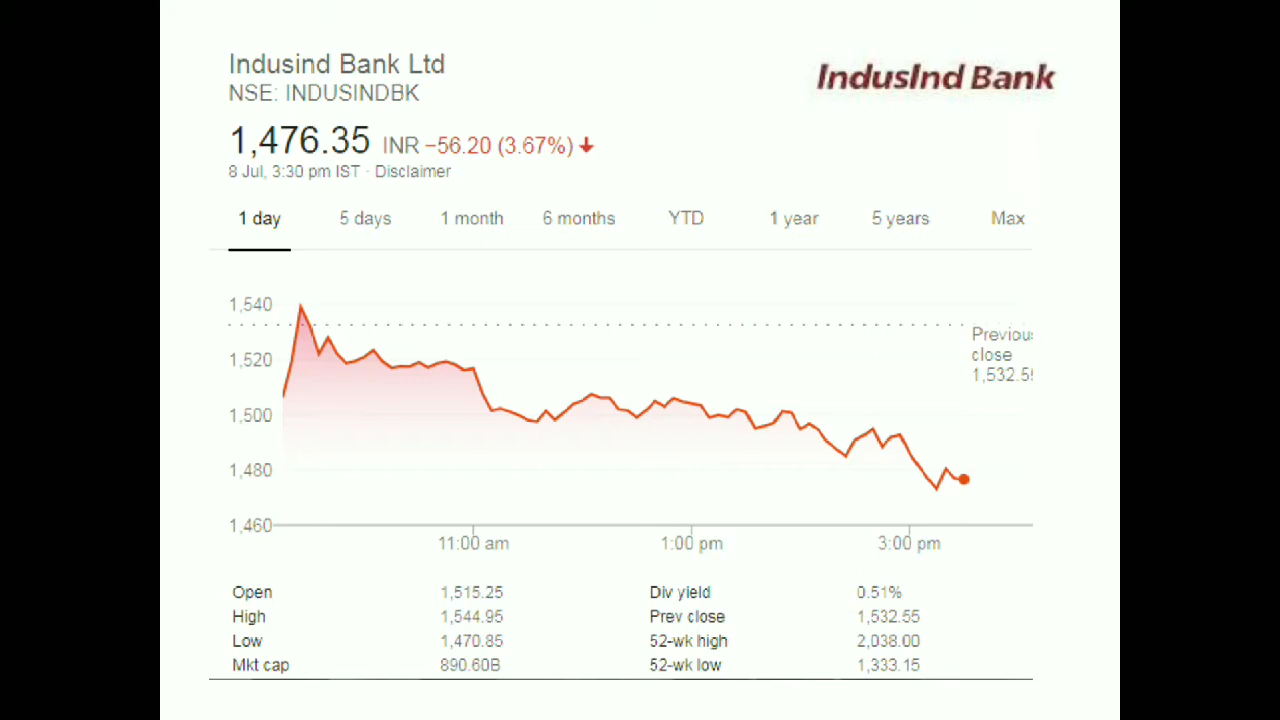 Indusind Bank Ltd
IndusInd Bank
NSE: INDUSINDBK
1,476.35 INR −56.20 (3.67%)
8 Jul, 3:30 pm IST · Disclaimer
1 day 5 days 1 month 6 months YTD 1 year 5 years Max
1,540
1,520
1,500
1,480
1,460
Previous
close
1,532.55
11:00 am 1:00 pm 3:00 pm
Open 1,515.25 Div yield 0.51%
High 1,544.95 Prev close 1,532.55
Low 1,470.85 52-wk high 2,038.00
Mkt cap 890.60B 52-wk low 1,333.15